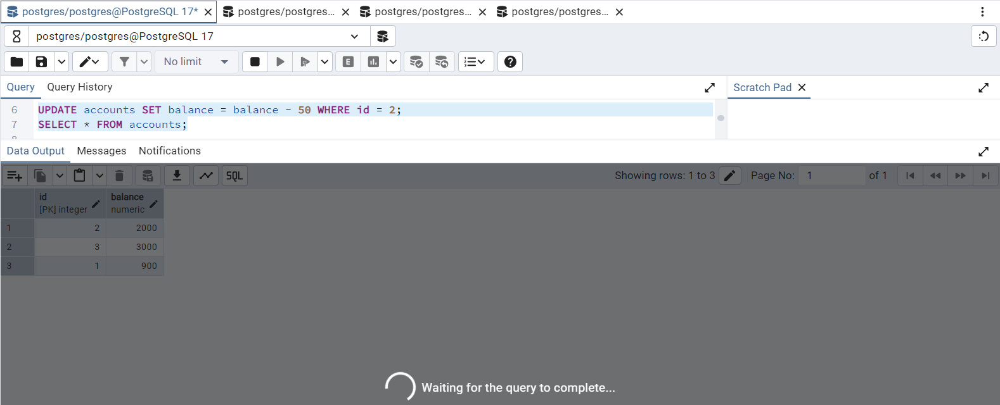 postgres/postgres@PostgreSQL 17* postgres/postgres... postgres/postgres... postgres/postgres...
postgres/postgres@PostgreSQL 17
No limit E
Query Query History Scratch Pad
6 UPDATE accounts SET balance = balance - 50 WHERE id = 2;
7 SELECT * FROM accounts;
Data Output Messages Notifications
SQL Showing rows: 1 to 3 Page No: 1 of 1
id balance
[PK] integer numeric
1 2 2000
2 3 3000
3 1 900
Waiting for the query to complete...